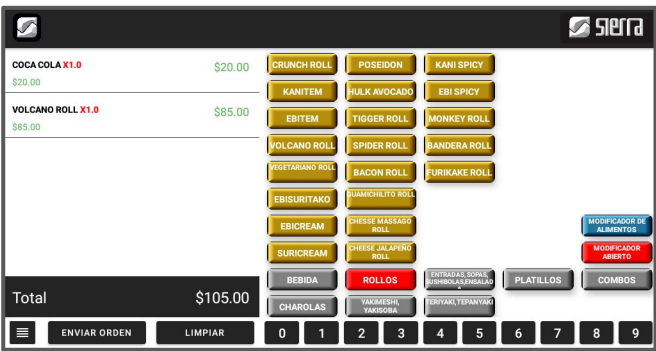 sierra
COCA COLA X1.0 $20.00
$20.00
VOLCANO ROLL X1.0 $85.00
$85.00
Total $105.00
ENVIAR ORDEN LIMPIAR
CRUNCH ROLL POSEIDON KANI SPICY
KANITEM HULK AVOCADO EBI SPICY
EBITEM TIGGER ROLL MONKEY ROLL
VOLCANO ROLL SPIDER ROLL BANDERA ROLL
VEGETARIANO ROLL BACON ROLL FURIKAKE ROLL
EBISURITAKO GUAMICHILITO ROLL
EBICREAM CHESSE MASSAGO
ROLL
MODIFICADOR DE
ALIMENTOS
SURICREAM CHEESE JALAPEÑO
ROLL
MODIFICADOR
ABIERTO
BEBIDA ROLLOS ENTRADAS, SOPAS,
SUSHIBOLAS,ENSALAD
PLATILLOS COMBOS
CHAROLAS YAKIMESHI,
YAKISOBA
TERIYAKI,TEPANYAKI
0 1 2 3 4 5 6 7 8 9